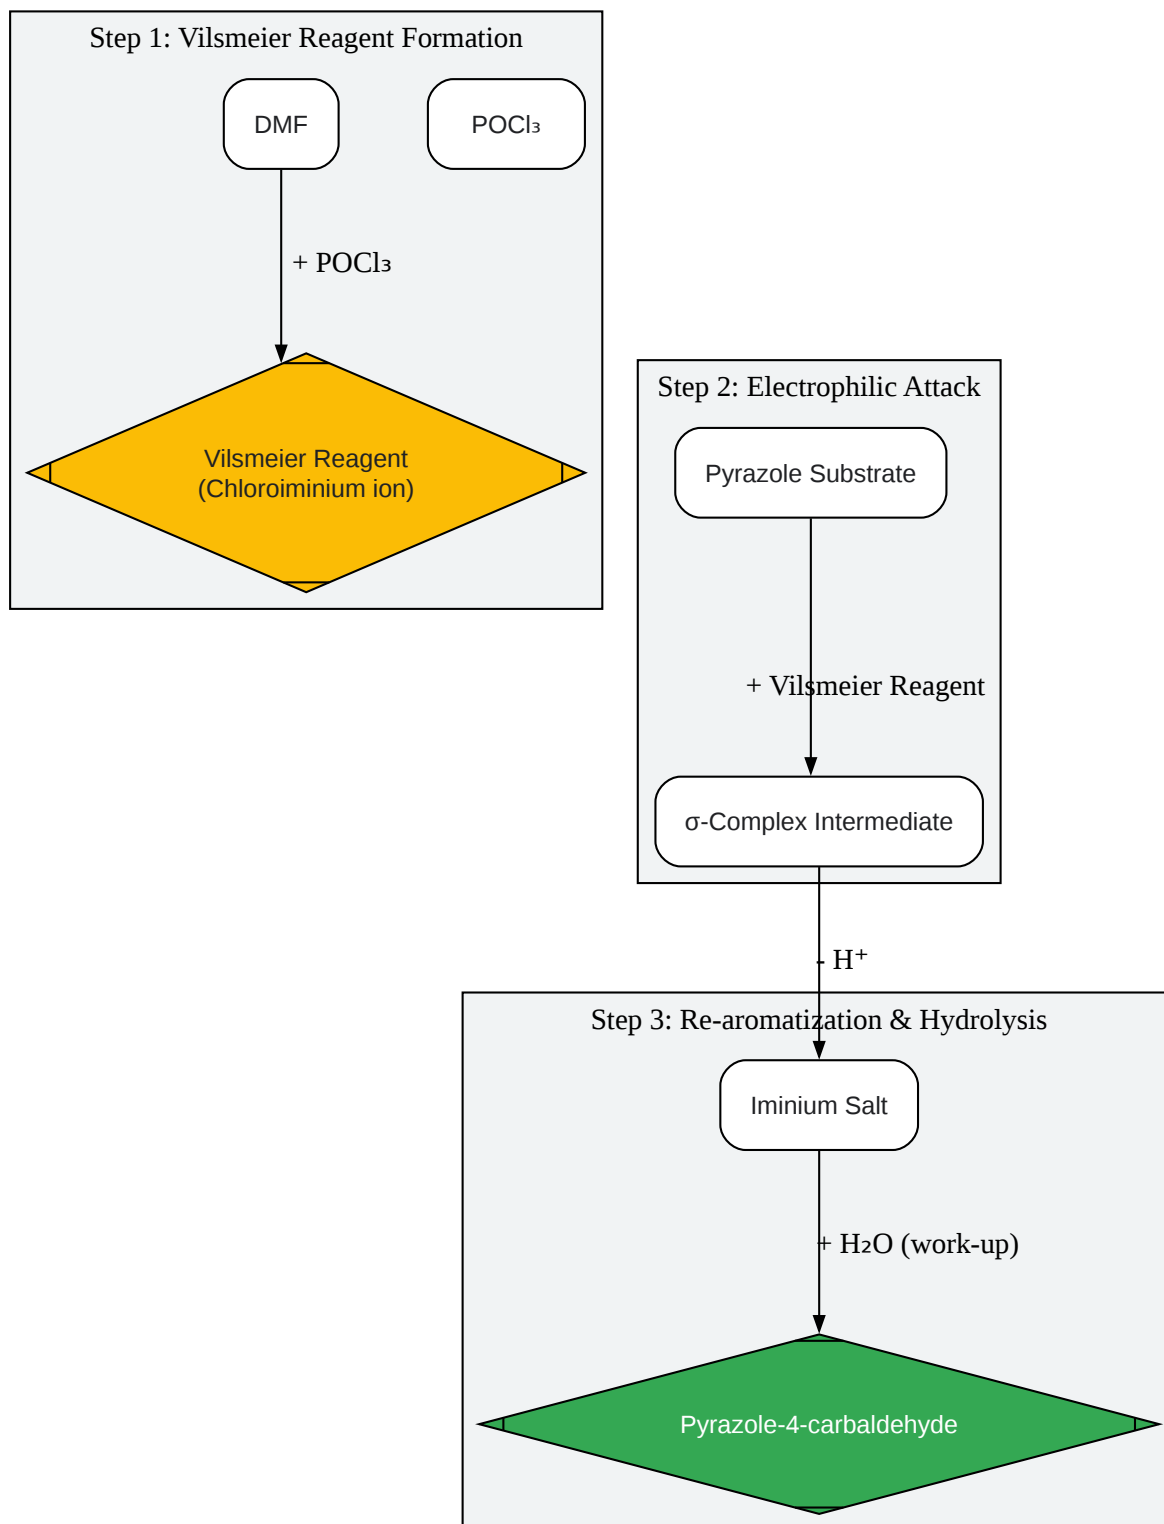 Step 1: Vilsmeier Reagent Formation
DMF
POCl₃
+ POCl₃
Vilsmeier Reagent
(Chloroiminium ion)
Step 2: Electrophilic Attack
Pyrazole Substrate
+ Vilsmeier Reagent
σ-Complex Intermediate
- H⁺
Step 3: Re-aromatization & Hydrolysis
Iminium Salt
+ H₂O (work-up)
Pyrazole-4-carbaldehyde